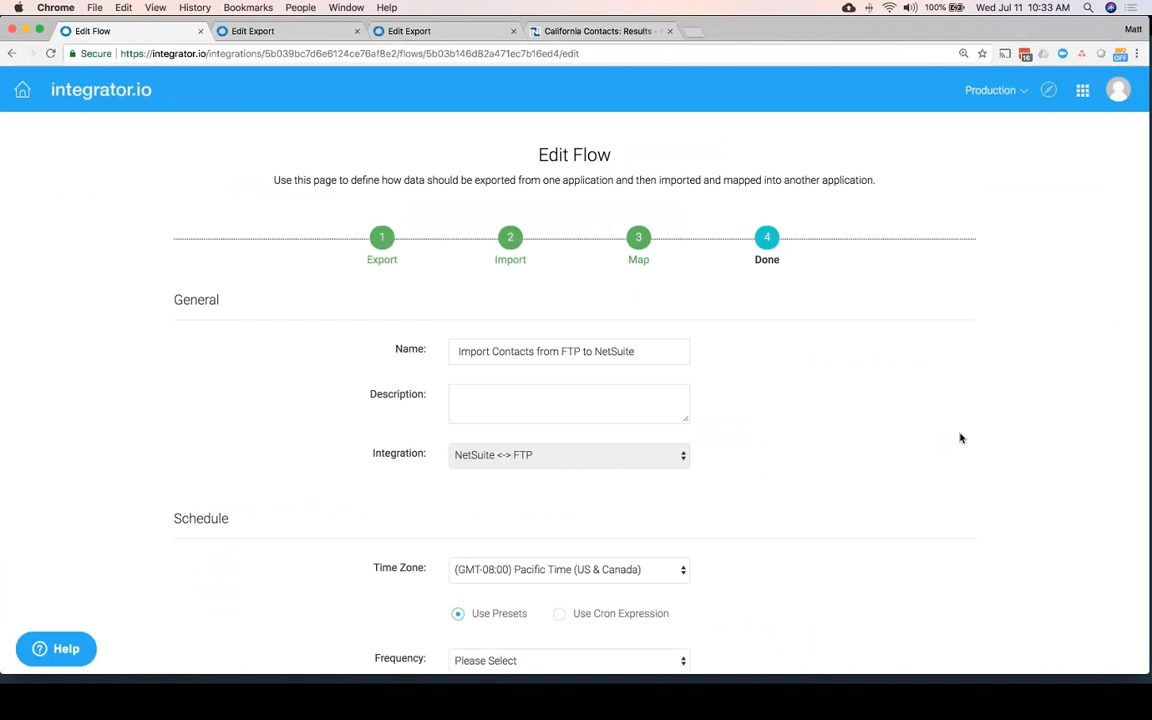 Chrome File Edit View History Bookmarks People Window Help 100% Wed Jul 11 10:33 AM
Edit Flow × Edit Export × Edit Export × California Contacts: Results - × Matt
Secure https://integrator.io/integrations/5b039bc7d6e6124ce76af8e2/flows/5b03b146d82a471ec7b16ed4/edit
16
OFF
integrator.io Production
Edit Flow
Use this page to define how data should be exported from one application and then imported and mapped into another application.
1 2 3 4
Export Import Map Done
General
Name: Import Contacts from FTP to NetSuite
Description:
Integration: NetSuite <-> FTP
Schedule
Time Zone: (GMT-08:00) Pacific Time (US & Canada)
Use Presets Use Cron Expression
Frequency: Please Select
? Help